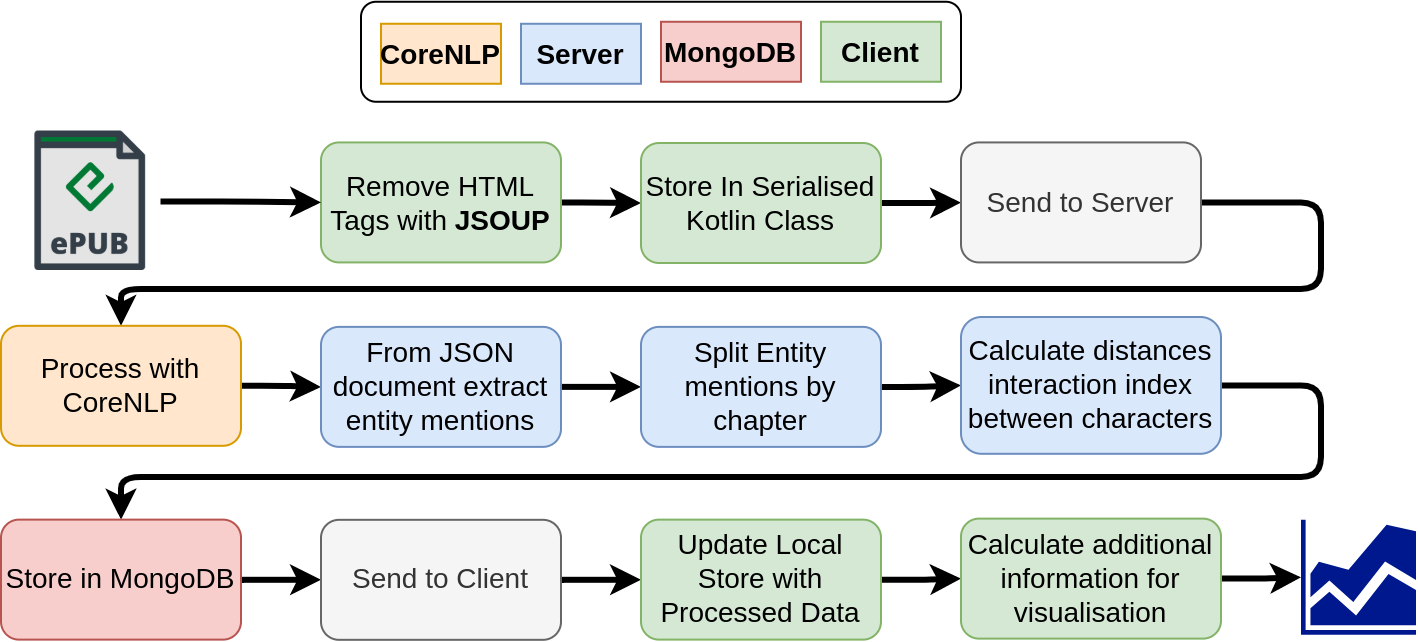 CoreNLP
Server
MongoDB
Client
ePUB
Remove HTML
Tags with JSOUP
Store In Serialised
Kotlin Class
Send to Server
Process with
CoreNLP
From JSON
document extract
entity mentions
Split Entity
mentions by
chapter
Calculate distances
interaction index
between characters
Store in MongoDB
Send to Client
Update Local
Store with
Processed Data
Calculate additional
information for
visualisation